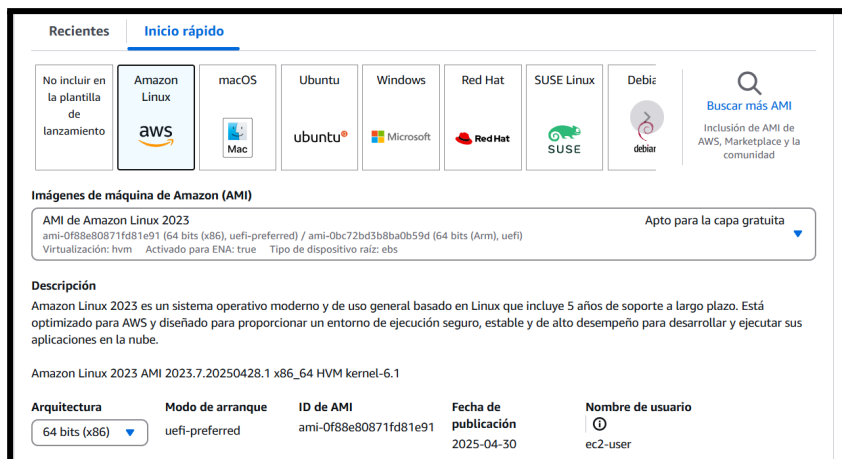 Recientes Inicio rápido
No incluir en la plantilla de lanzamiento
Amazon Linux
aws
macOS
Mac
Ubuntu
ubuntu
Windows
Microsoft
Red Hat
Red Hat
SUSE Linux
SUSE
Debia
debian
Buscar más AMI
Inclusión de AMI de
AWS, Marketplace y la
comunidad
Imágenes de máquina de Amazon (AMI)
AMI de Amazon Linux 2023 Apto para la capa gratuita
ami-0f88e80871fd81e91 (64 bits (x86), uefi-preferred) / ami-0bc72bd3b8ba0b59d (64 bits (Arm), uefi)
Virtualización: hvm Activado para ENA: true Tipo de dispositivo raíz: ebs
Descripción
Amazon Linux 2023 es un sistema operativo moderno y de uso general basado en Linux que incluye 5 años de soporte a largo plazo. Está
optimizado para AWS y diseñado para proporcionar un entorno de ejecución seguro, estable y de alto desempeño para desarrollar y ejecutar sus
aplicaciones en la nube.
Amazon Linux 2023 AMI 2023.7.20250428.1 x86_64 HVM kernel-6.1
Arquitectura Modo de arranque ID de AMI Fecha de publicación Nombre de usuario
64 bits (x86) uefi-preferred ami-0f88e80871fd81e91 2025-04-30 ec2-user